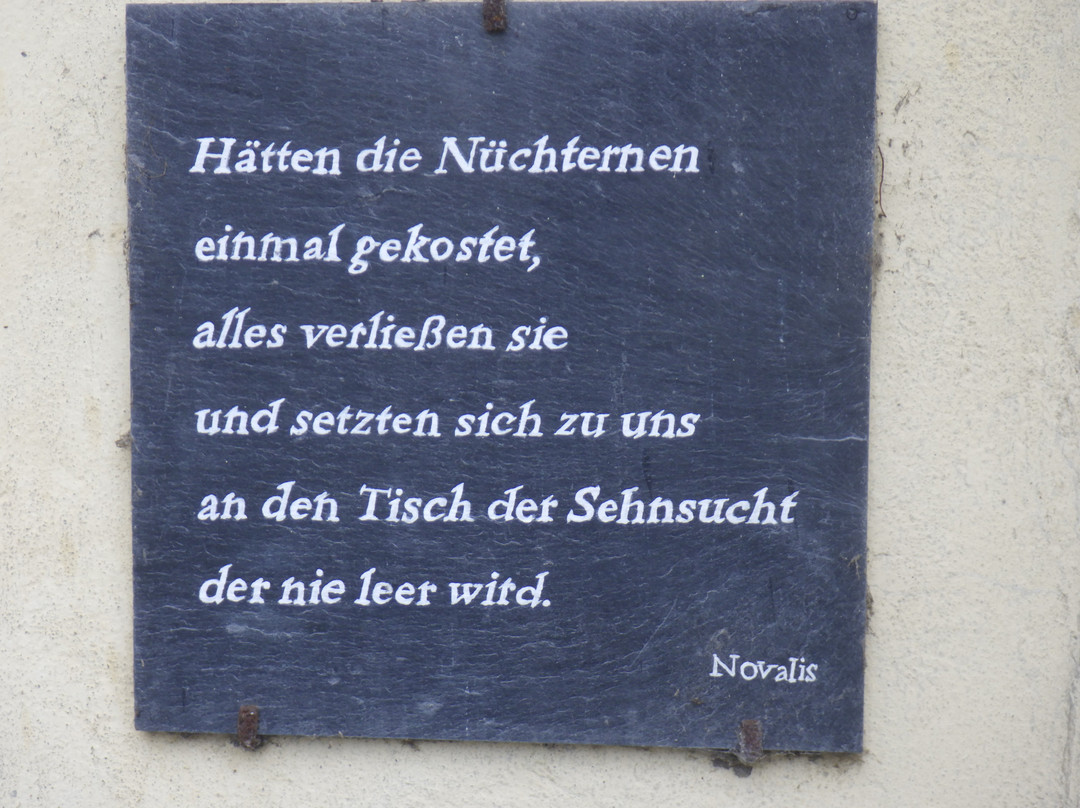 Hätten die Nüchternen
einmal gekostet,
alles verließen sie
und setzten sich zu uns
an den Tisch der Sehnsucht
der nie leer wird.
Novalis